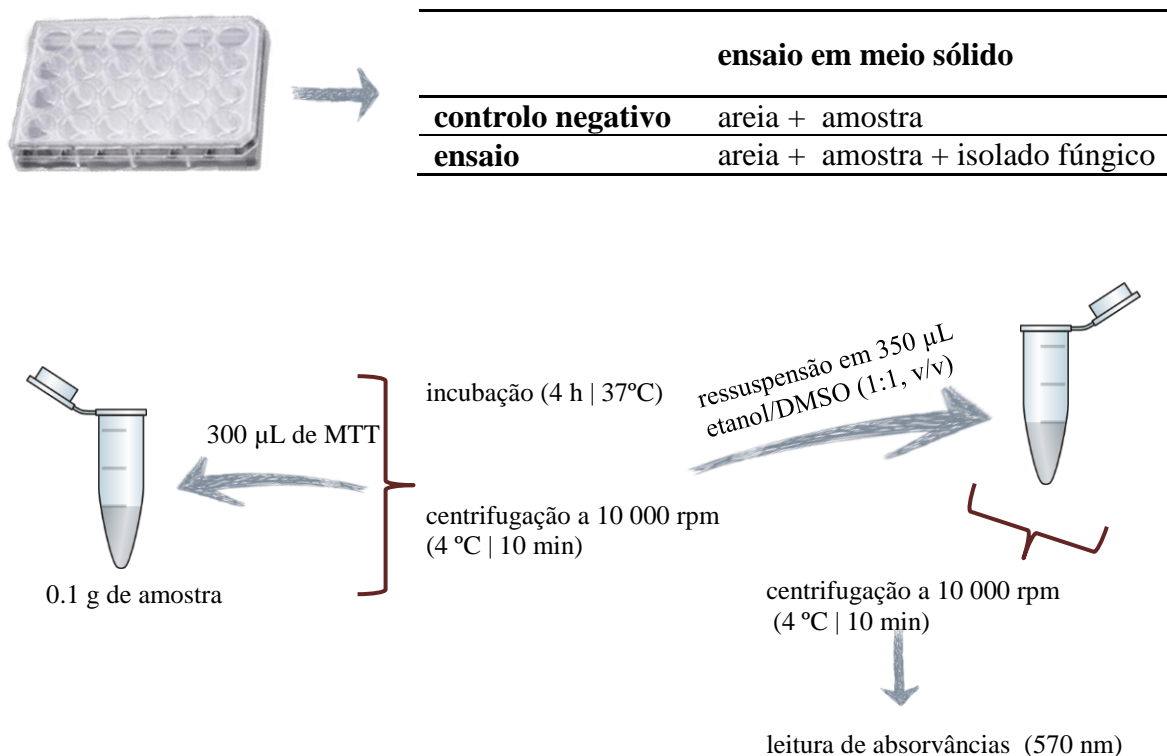 ensaio em meio sólido
controlo negativo areia + amostra
ensaio areia + amostra + isolado fúngico
300 µL de MTT
0.1 g de amostra
incubação (4 h | 37ºC)
centrifugação a 10 000 rpm
(4 ºC | 10 min)
ressuspensão em 350 µL
etanol/DMSO (1:1, v/v)
centrifugação a 10 000 rpm
(4 ºC | 10 min)
leitura de absorvâncias (570 nm)